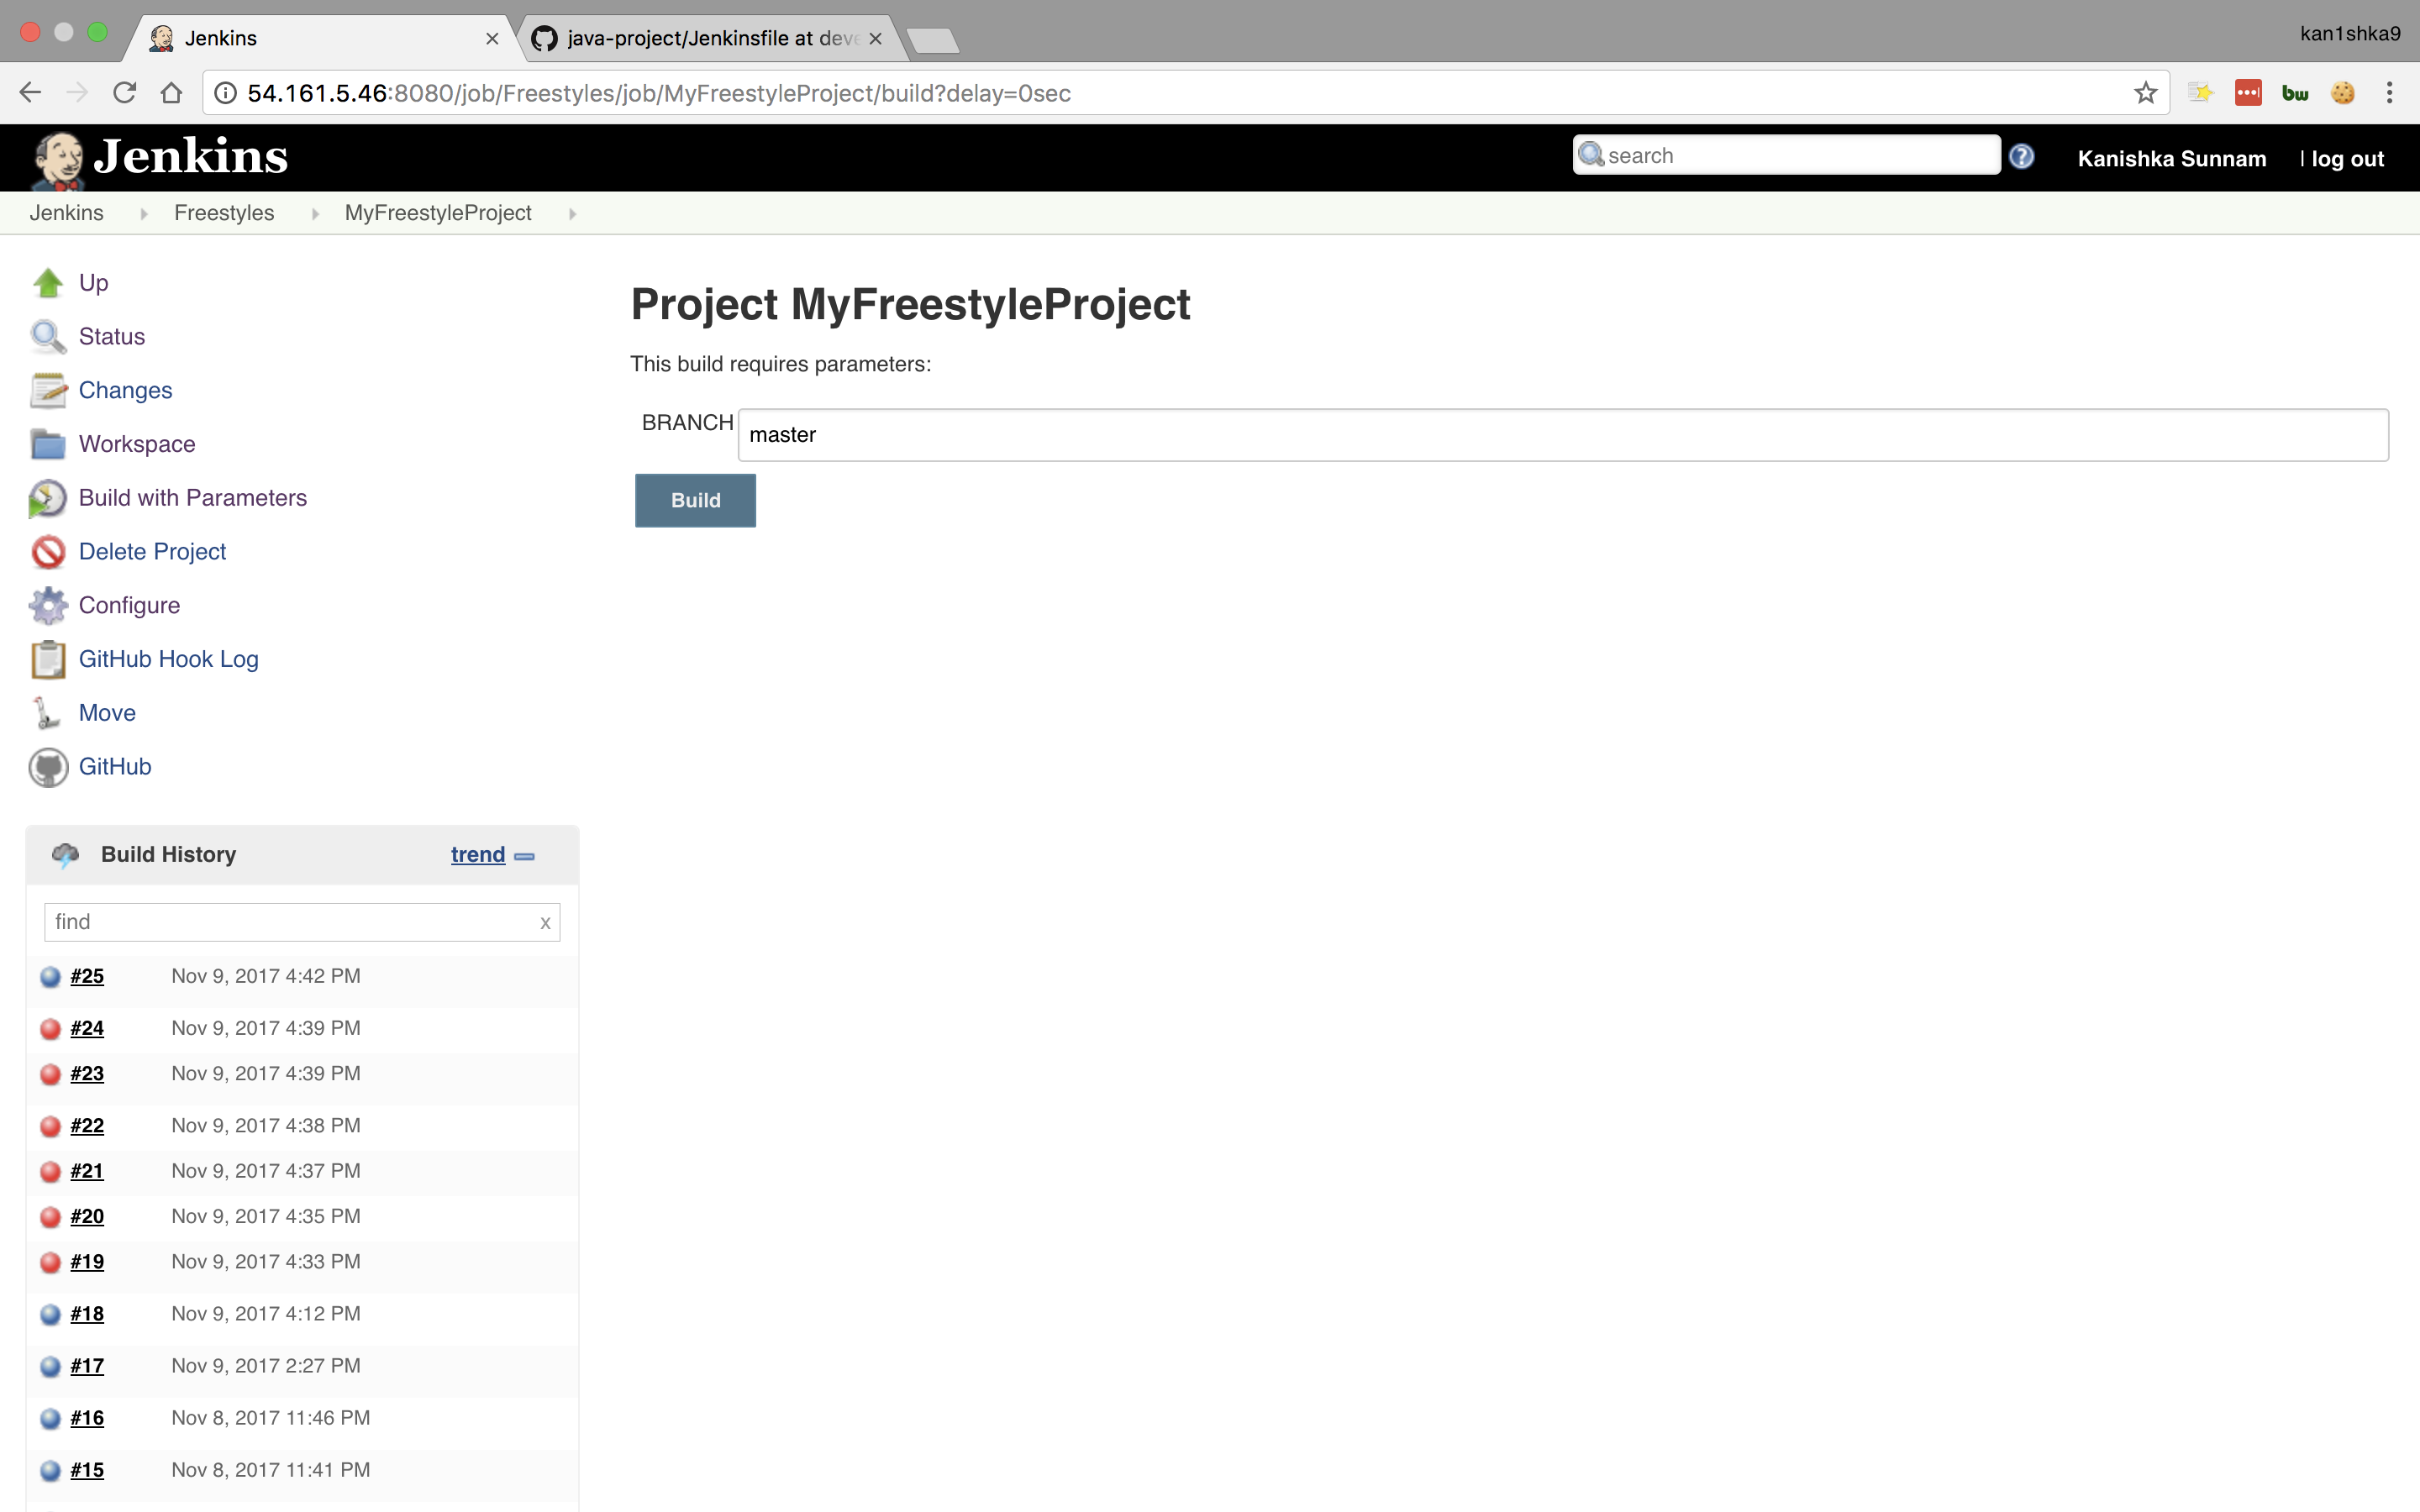 Jenkins
java-project/Jenkinsfile at deve
kan1shka9
54.161.5.46:8080/job/Freestyles/job/MyFreestyleProject/build?delay=0sec
bw
Jenkins
search
?
Kanishka Sunnam
| log out
Jenkins
Freestyles
MyFreestyleProject
Up
Status
Changes
Workspace
Build with Parameters
Delete Project
Configure
GitHub Hook Log
Move
GitHub
Project MyFreestyleProject
This build requires parameters:
BRANCH
master
Build
Build History
trend
find
x
#25 Nov 9, 2017 4:42 PM
#24 Nov 9, 2017 4:39 PM
#23 Nov 9, 2017 4:39 PM
#22 Nov 9, 2017 4:38 PM
#21 Nov 9, 2017 4:37 PM
#20 Nov 9, 2017 4:35 PM
#19 Nov 9, 2017 4:33 PM
#18 Nov 9, 2017 4:12 PM
#17 Nov 9, 2017 2:27 PM
#16 Nov 8, 2017 11:46 PM
#15 Nov 8, 2017 11:41 PM